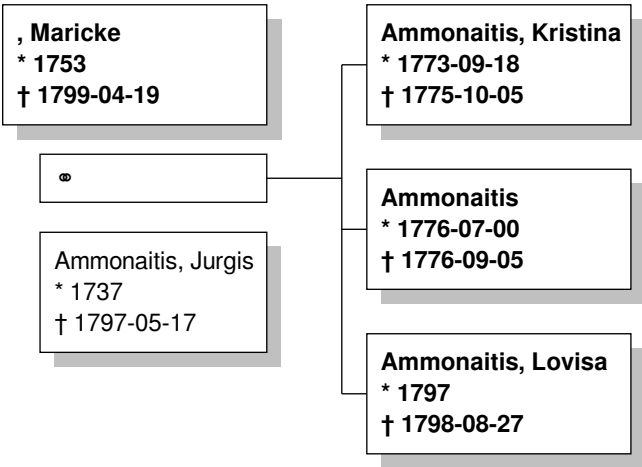 , Maricke
* 1753
† 1799-04-19
⚭
Ammonaitis, Jurgis
* 1737
† 1797-05-17
Ammonaitis, Kristina
* 1773-09-18
† 1775-10-05
Ammonaitis
* 1776-07-00
† 1776-09-05
Ammonaitis, Lovisa
* 1797
† 1798-08-27